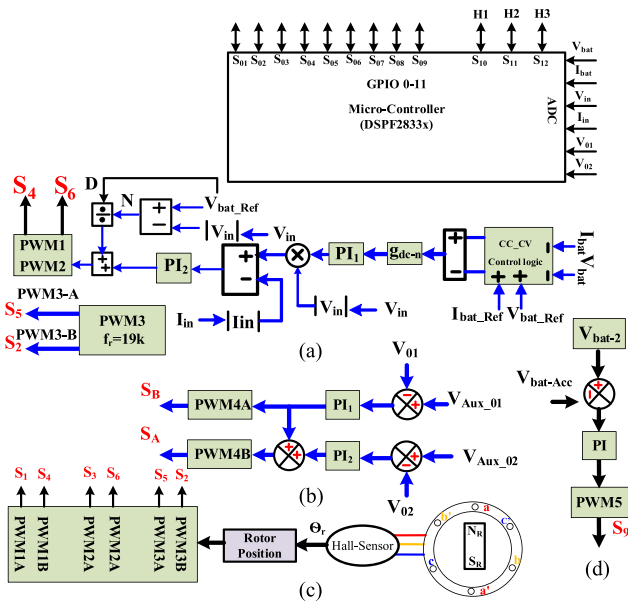 H1 H2 H3
S01 S02 S03 S04 S05 S06 S07 S08 S09 S10 S11 S12
GPIO 0-11
Micro-Controller
(DSPF2833x)
ADC
Vbat
Ibat
Vin
Iin
V01
V02
S4 S6
D
N
÷
+
−
Vbat_Ref
|Vin| Vin
PWM1
PWM2
++
PI2
+
−
×
PI1
gdc-n
+
−
CC_CV
Control logic
Ibat
Vbat
Ibat_Ref Vbat_Ref
PWM3-A
S5
PWM3-B
S2
PWM3
fr=19k
Iin |Iin|
|Vin| Vin
(a)
V01
SB PWM4A PI1 VAux_01
SA PWM4B PI2 VAux_02
V02
(b)
Vbat-2
Vbat-Acc
PI
PWM5
S9
(d)
S1 S4 S3 S6 S5 S2
PWM1A PWM1B PWM2A PWM2A PWM3A PWM3B
Θr
Rotor
Position
Hall-Sensor
a
b' c'
NR
SR
c b
a'
(c)